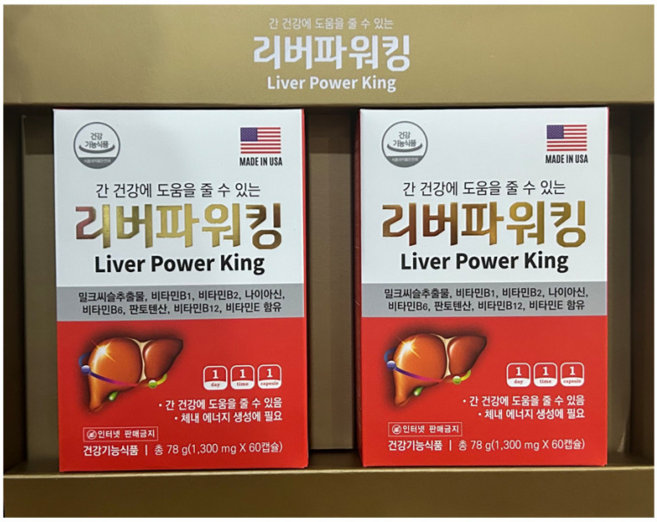 간 건강에 도움을 줄 수 있는
리버파워킹
Liver Power King
건강
기능식품
MADE IN USA
간 건강에 도움을 줄 수 있는
리버파워킹
Liver Power King
밀크씨슬추출물, 비타민B1, 비타민B2, 나이아신,
비타민B6, 판토텐산, 비타민B12, 비타민E 함유
1 1 1
day time capsule
· 간 건강에 도움을 줄 수 있음
· 체내 에너지 생성에 필요
인터넷 판매금지
건강기능식품 | 총 78 g(1,300 mg X 60캡슐)
건강
기능식품
MADE IN USA
간 건강에 도움을 줄 수 있는
리버파워킹
Liver Power King
밀크씨슬추출물, 비타민B1, 비타민B2, 나이아신,
비타민B6, 판토텐산, 비타민B12, 비타민E 함유
1 1 1
day time capsule
· 간 건강에 도움을 줄 수 있음
· 체내 에너지 생성에 필요
인터넷 판매금지
건강기능식품 | 총 78 g(1,300 mg X 60캡슐)